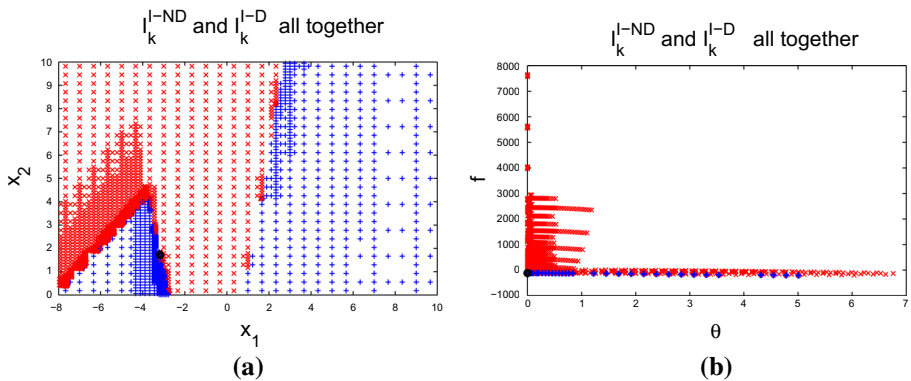 I_k^{I-ND} and I_k^{I-D} all together
10
9
8
7
6
5
4
3
2
1
0
x_2
−8 −6 −4 −2 0 2 4 6 8 10
x_1
(a)
I_k^{I-ND} and I_k^{I-D} all together
8000
7000
6000
5000
4000
3000
2000
1000
0
−1000
f
0 1 2 3 4 5 6 7
θ
(b)